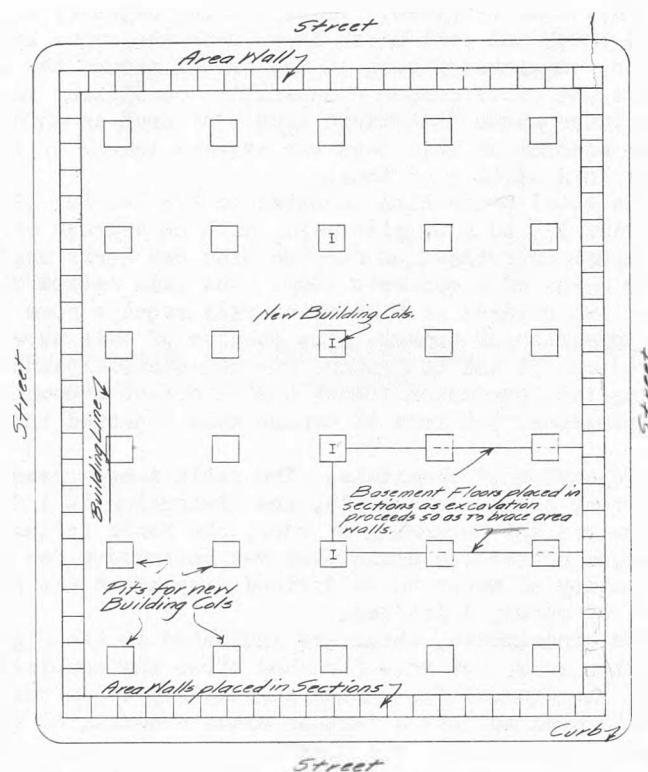 Street
Area Wall
New Building Cols.
Street
Street
Building Line
Basement Floors placed in
sections as excavation
proceeds so as to brace area
walls.
Pits for new
Building Cols
Area Walls placed in Sections
Curb
Street